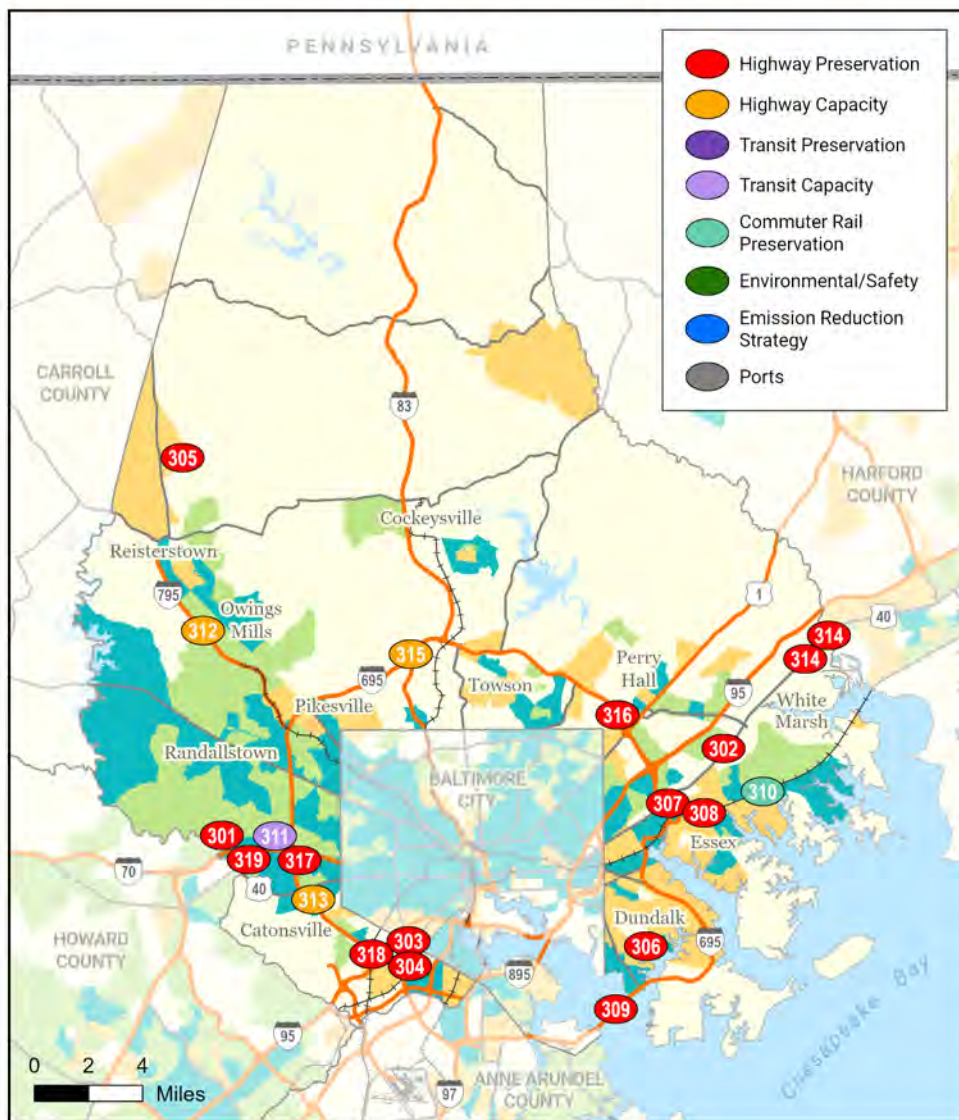 PENNSYLVANIA
Highway Preservation
Highway Capacity
Transit Preservation
Transit Capacity
Commuter Rail
Preservation
Environmental/Safety
Emission Reduction
Strategy
Ports
CARROLL
COUNTY
83
305
HARFORD
COUNTY
Cockeysville
Reisterstown
795
Owings
Mills
312
1
40
314
315
314
695
Towson
Perry
Hall
95
White
Marsh
Pikesville
316
302
Randallstown
BALTIMORE
CITY
310
307
308
301
311
Essex
319
317
70
40
313
Catonsville
Dundalk
HOWARD
COUNTY
303
306
695
318
304
895
309
95
Chesapeake Bay
0 2 4
Miles
ANNE ARUNDEL
COUNTY
97